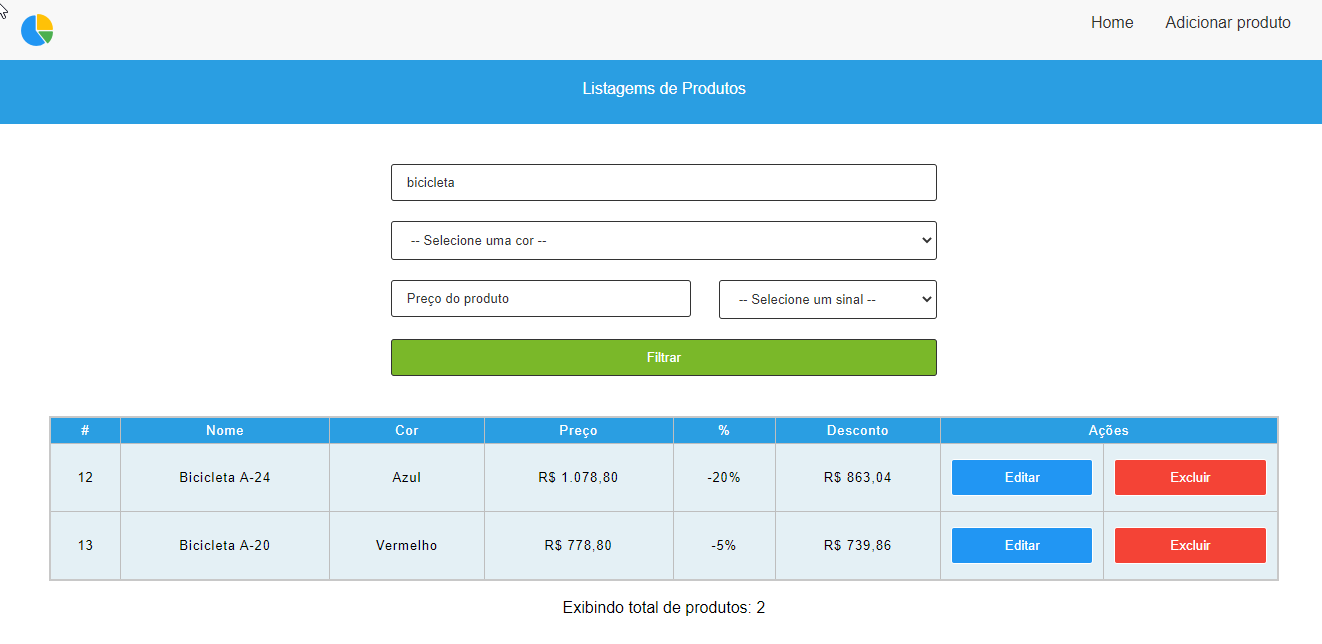 Home Adicionar produto
Listagems de Produtos
bicicleta
-- Selecione uma cor --
Preço do produto -- Selecione um sinal --
Filtrar
# Nome Cor Preço % Desconto Ações
12 Bicicleta A-24 Azul R$ 1.078,80 -20% R$ 863,04 Editar Excluir
13 Bicicleta A-20 Vermelho R$ 778,80 -5% R$ 739,86 Editar Excluir
Exibindo total de produtos: 2